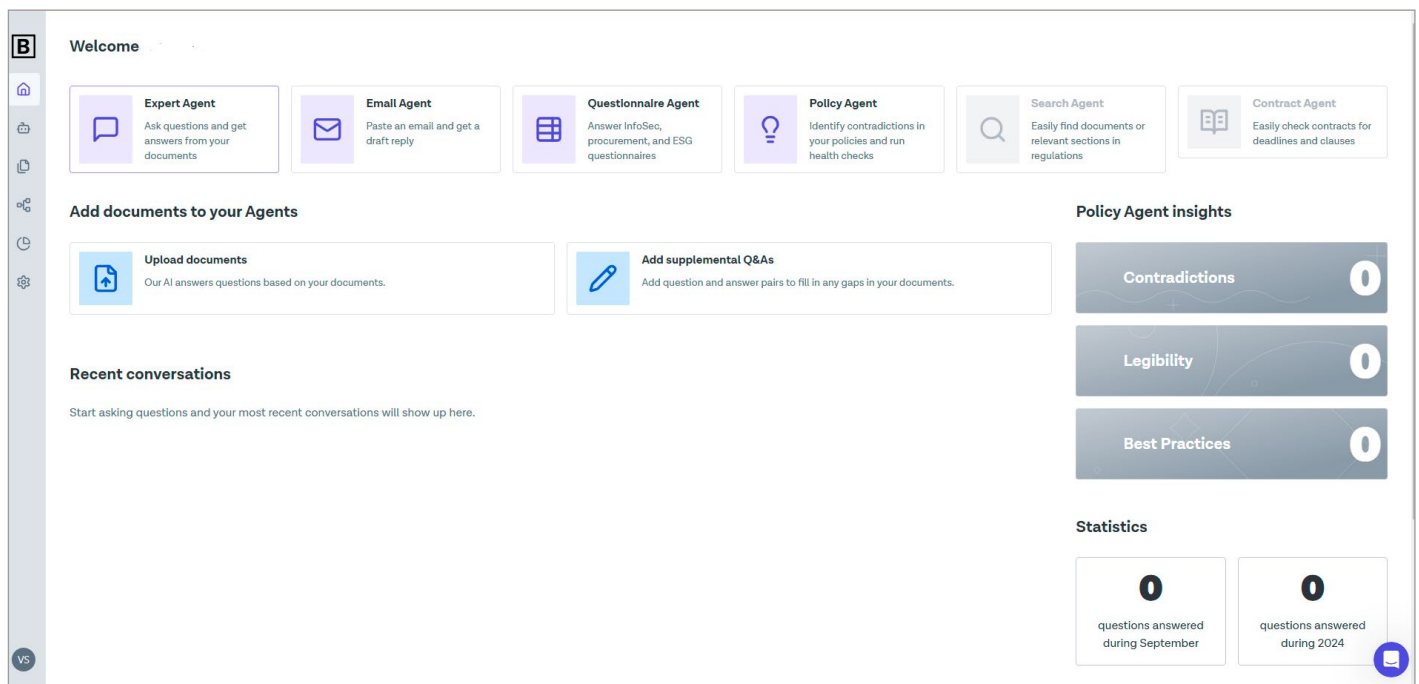 B
Welcome
Expert Agent
Ask questions and get
answers from your
documents
Email Agent
Paste an email and get a
draft reply
Questionnaire Agent
Answer InfoSec,
procurement, and ESG
questionnaires
Policy Agent
Identify contradictions in
your policies and run
health checks
Search Agent
Easily find documents or
relevant sections in
regulations
Contract Agent
Easily check contracts for
deadlines and clauses
Add documents to your Agents
Upload documents
Our AI answers questions based on your documents.
Add supplemental Q&As
Add question and answer pairs to fill in any gaps in your documents.
Recent conversations
Start asking questions and your most recent conversations will show up here.
Policy Agent insights
Contradictions 0
Legibility 0
Best Practices 0
Statistics
0
questions answered
during September
0
questions answered
during 2024
VS